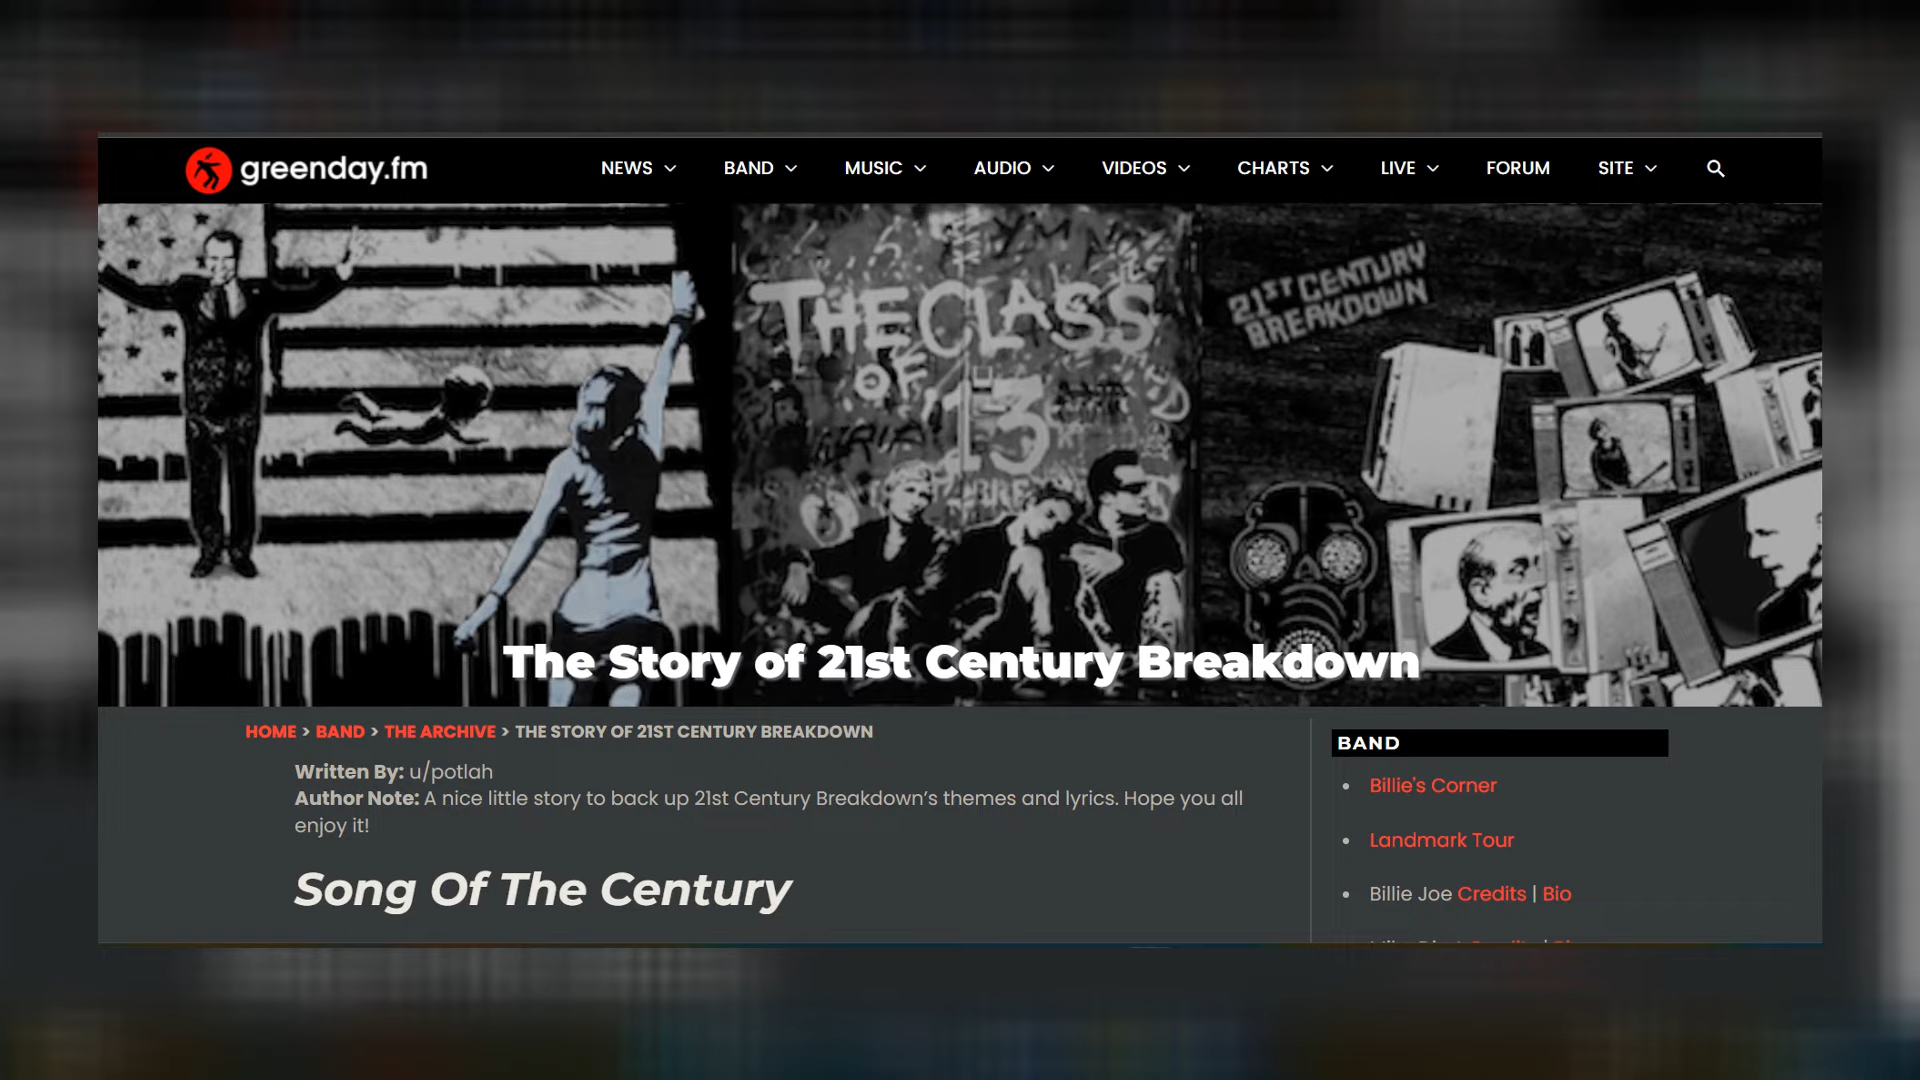 greenday.fm
NEWS BAND MUSIC AUDIO VIDEOS CHARTS LIVE FORUM SITE
THE CLASS
OF
13
21ST CENTURY
BREAKDOWN
The Story of 21st Century Breakdown
HOME > BAND > THE ARCHIVE > THE STORY OF 21ST CENTURY BREAKDOWN
Written By: u/potlah
Author Note: A nice little story to back up 21st Century Breakdown's themes and lyrics. Hope you all
enjoy it!
Song Of The Century
BAND
Billie's Corner
Landmark Tour
Billie Joe Credits | Bio